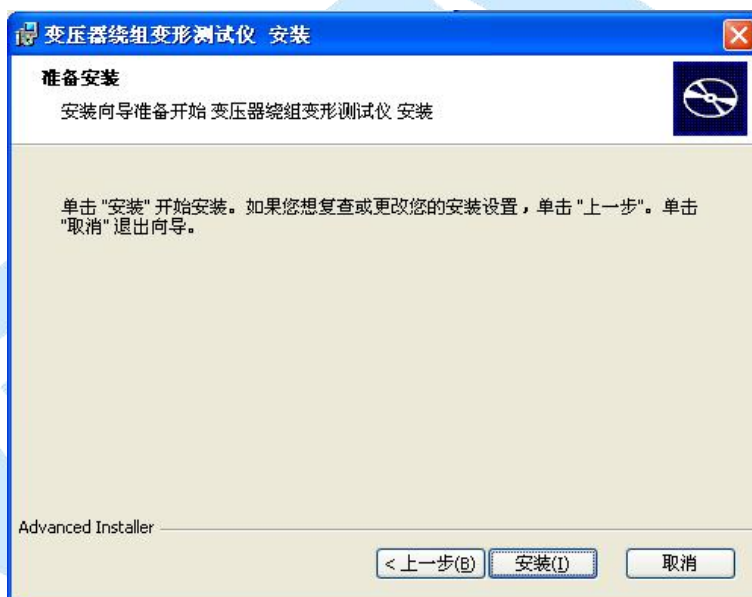 变压器绕组变形测试仪 安装
准备安装
安装向导准备开始 变压器绕组变形测试仪 安装
单击 "安装" 开始安装。如果您想复查或更改您的安装设置，单击 "上一步"。单击
"取消" 退出向导。
Advanced Installer
< 上一步(B) 安装(I) 取消